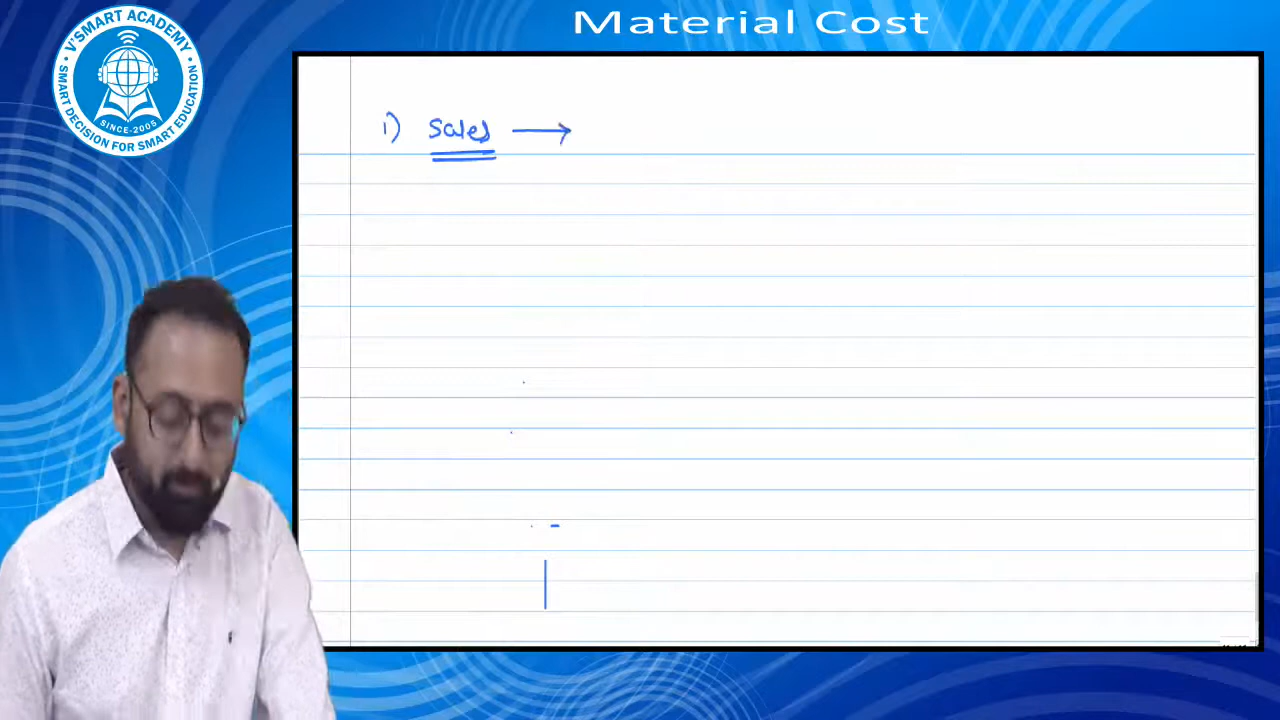 V'SMART ACADEMY
SMART DECISION FOR SMART EDUCATION
SINCE-2005
Material Cost
1) Sales →